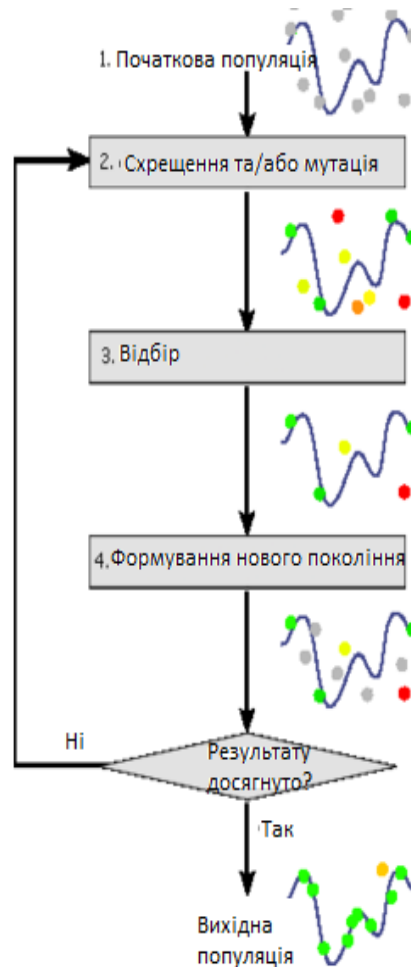 1. Початкова популяція
2. Схрещення та/або мутація
3. Відбір
4. Формування нового покоління
Ні
Результату
досягнуто?
Так
Вихідна
популяція